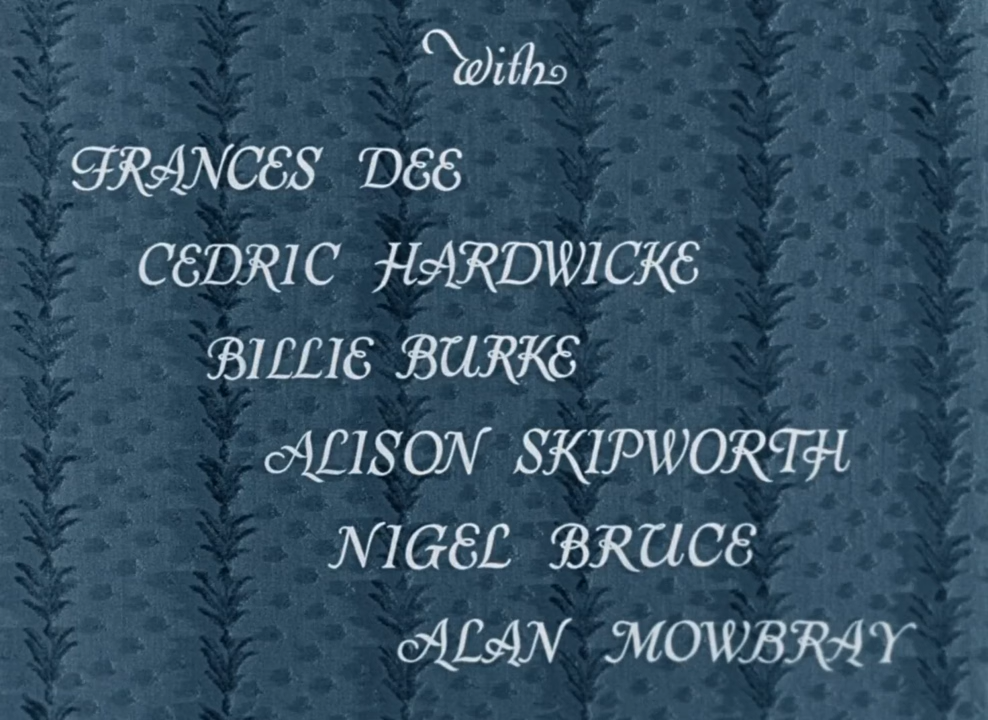 With
FRANCES DEE
CEDRIC HARDWICKE
BILLIE BURKE
ALISON SKIPWORTH
NIGEL BRUCE
ALAN MOWBRAY